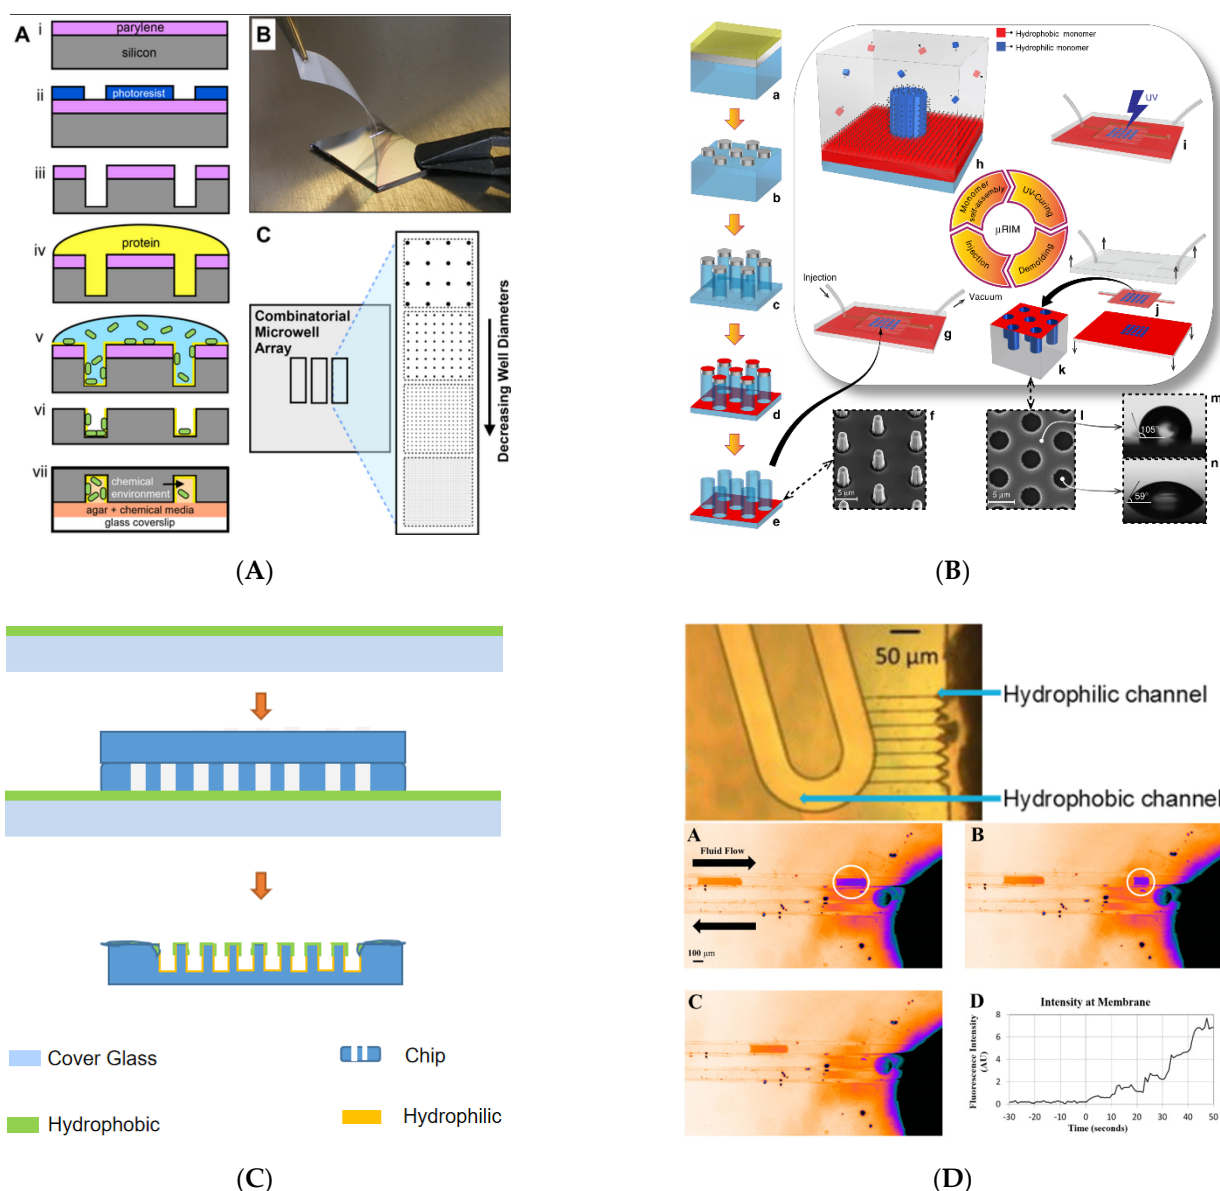 A
i
parylene
silicon
ii
photoresist
iii
iv
protein
v
vi
vii
chemical
environment
agar + chemical media
glass coverslip
B
C
Combinatorial
Microwell
Array
Decreasing Well Diameters
(A)
a
b
c
d
e
Hydrophobic monomer
Hydrophilic monomer
h
UV
i
Monomer
self-assembly
UV-Curing
μRIM
Injection
Demolding
Injection
Vacuum
g
j
k
f
5 μm
l
5 μm
m
105°
n
59°
(B)
Cover Glass
Chip
Hydrophobic
Hydrophilic
(C)
50 μm
Hydrophilic channel
Hydrophobic channel
A
Fluid Flow
100 μm
B
C
D
Intensity at Membrane
Fluorescence Intensity
(AU)
8
6
4
2
0
-30 -20 -10 0 10 20 30 40 50
Time (seconds)
(D)